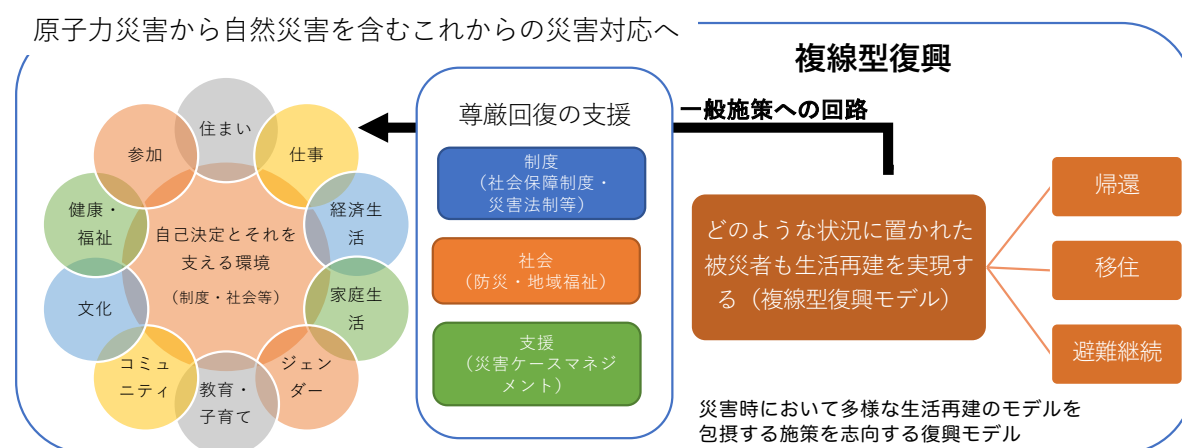 原子力災害から自然災害を含むこれからの災害対応へ
複線型復興
住まい
仕事
経済生
活
家庭生
活
ジェン
ダー
教育・
子育て
コミュ
ニティ
文化
健康・
福祉
参加
自己決定とそれを
支える環境
（制度・社会等）
尊厳回復の支援
制度
（社会保障制度・
災害法制等）
社会
（防災・地域福祉）
支援
（災害ケースマネジ
メント）
一般施策への回路
どのような状況に置かれた
被災者も生活再建を実現す
る（複線型復興モデル）
帰還
移住
避難継続
災害時において多様な生活再建のモデルを
包摂する施策を志向する復興モデル